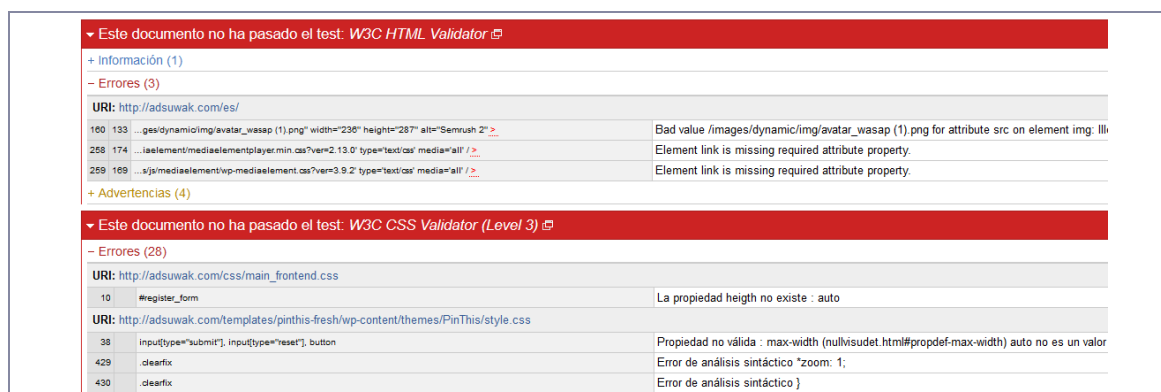 Este documento no ha pasado el test: W3C HTML Validator
+ Información (1)
− Errores (3)
URI: http://adsuwak.com/es/
160 133 ...ges/dynamic/img/avatar_wasap (1).png" width="236" height="287" alt="Semrush 2" > Bad value /images/dynamic/img/avatar_wasap (1).png for attribute src on element img: Ill
258 174 ...iaelement/mediaelementplayer.min.css?ver=2.13.0' type='text/css' media='all' / > Element link is missing required attribute property.
259 169 ...s/js/mediaelement/wp-mediaelement.css?ver=3.9.2' type='text/css' media='all' / > Element link is missing required attribute property.
+ Advertencias (4)
Este documento no ha pasado el test: W3C CSS Validator (Level 3)
− Errores (28)
URI: http://adsuwak.com/css/main_frontend.css
10 #register_form La propiedad heigth no existe : auto
URI: http://adsuwak.com/templates/pinthis-fresh/wp-content/themes/PinThis/style.css
38 input[type="submit"], input[type="reset"], button Propiedad no válida : max-width (nullvisudet.html#propdef-max-width) auto no es un valor
429 .clearfix Error de análisis sintáctico *zoom: 1;
430 .clearfix Error de análisis sintáctico }